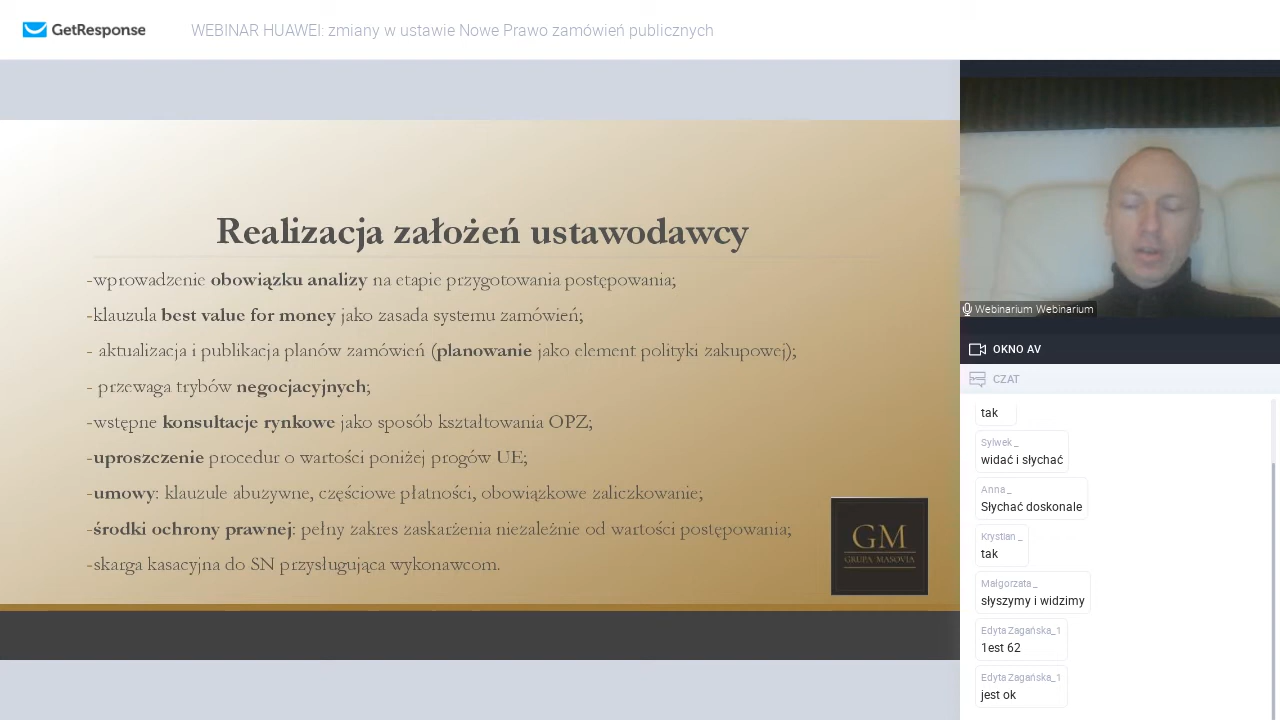 GetResponse
WEBINAR HUAWEI: zmiany w ustawie Nowe Prawo zamówień publicznych
Realizacja założeń ustawodawcy
-wprowadzenie obowiązku analizy na etapie przygotowania postępowania;
-klauzula best value for money jako zasada systemu zamówień;
- aktualizacja i publikacja planów zamówień (planowanie jako element polityki zakupowej);
- przewaga trybów negocjacyjnych;
-wstępne konsultacje rynkowe jako sposób kształtowania OPZ;
-uproszczenie procedur o wartości poniżej progów UE;
-umowy: klauzule abuzywne, częściowe płatności, obowiązkowe zaliczkowanie;
-środki ochrony prawnej: pełny zakres zaskarżenia niezależnie od wartości postępowania;
-skarga kasacyjna do SN przysługująca wykonawcom.
GM
GRUPA MASOVIA
Webinarium Webinarium
OKNO AV
CZAT
tak
Sylwek _
widać i słychać
Anna _
Słychać doskonale
Krystian _
tak
Małgorzata _
słyszymy i widzimy
Edyta Zagańska_1
1est 62
Edyta Zagańska_1
jest ok